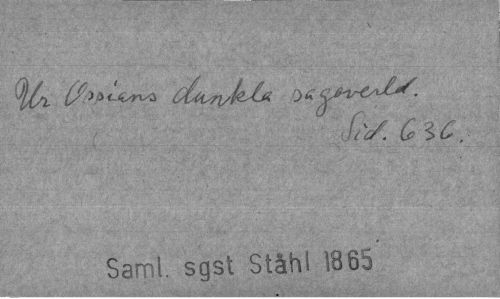 Ur Ossians dunkla sagoverld.
Sid. 636.
Saml. sgst Ståhl 1865